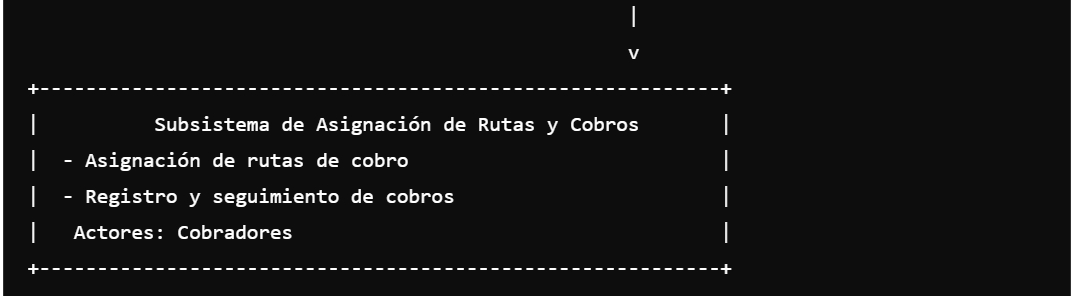 |
v
+-----------------------------------------------------------+
|          Subsistema de Asignación de Rutas y Cobros       |
|  - Asignación de rutas de cobro                           |
|  - Registro y seguimiento de cobros                       |
|   Actores: Cobradores                                     |
+-----------------------------------------------------------+